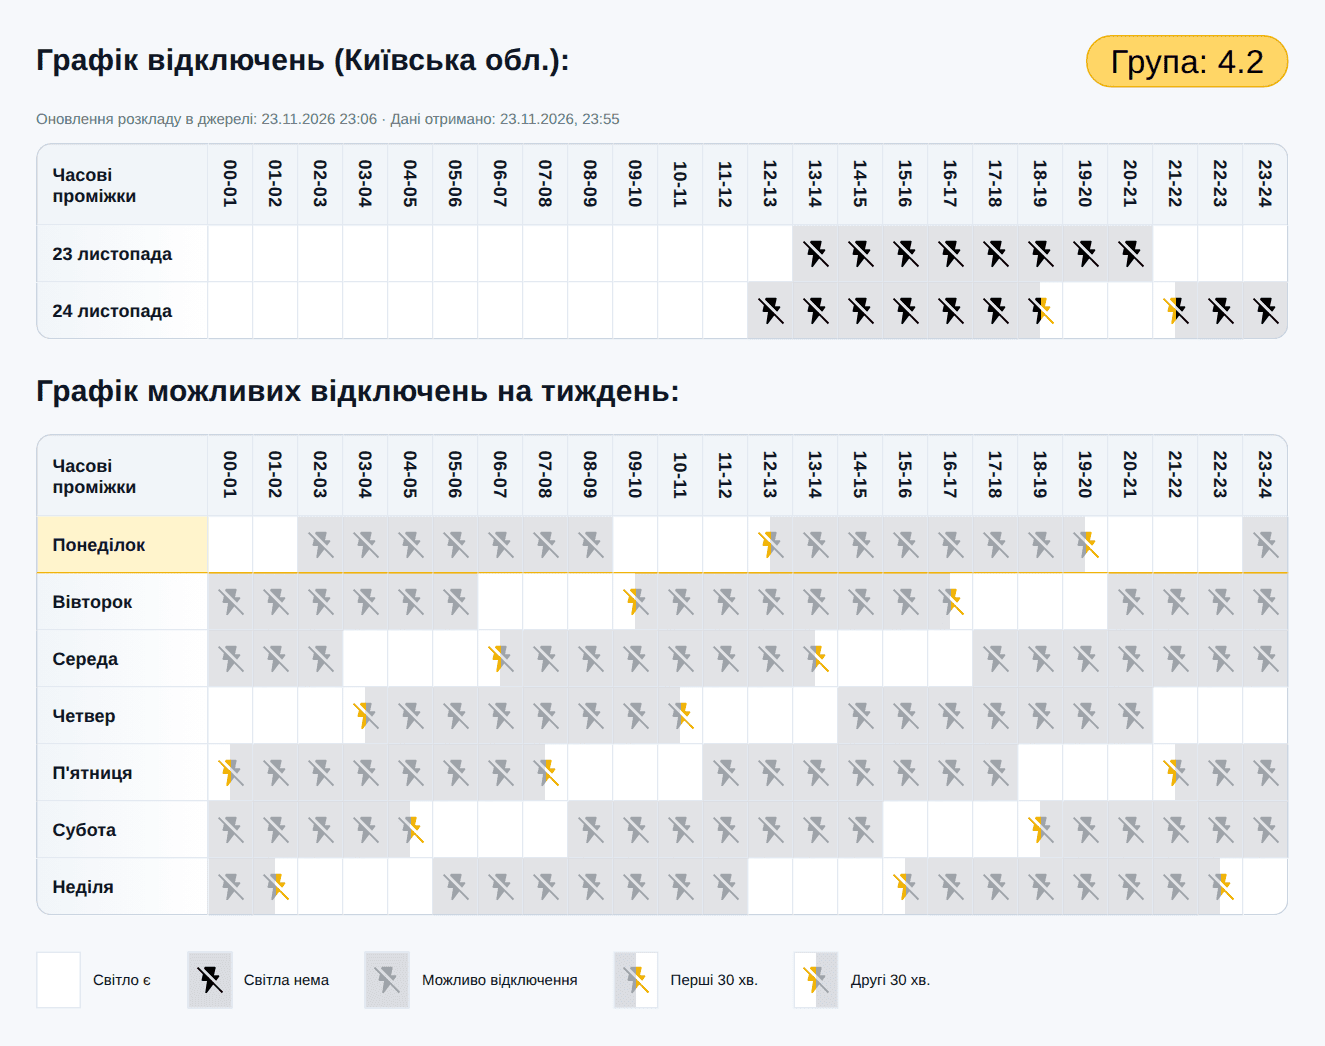 Графік відключень (Київська обл.):
Група: 4.2
Оновлення розкладу в джерелі: 23.11.2026 23:06 · Дані отримано: 23.11.2026, 23:55
Часові проміжки 00-01 01-02 02-03 03-04 04-05 05-06 06-07 07-08 08-09 09-10 10-11 11-12 12-13 13-14 14-15 15-16 16-17 17-18 18-19 19-20 20-21 21-22 22-23 23-24
23 листопада
24 листопада
Графік можливих відключень на тиждень:
Часові проміжки 00-01 01-02 02-03 03-04 04-05 05-06 06-07 07-08 08-09 09-10 10-11 11-12 12-13 13-14 14-15 15-16 16-17 17-18 18-19 19-20 20-21 21-22 22-23 23-24
Понеділок
Вівторок
Середа
Четвер
П'ятниця
Субота
Неділя
Світло є Світла нема Можливо відключення Перші 30 хв. Другі 30 хв.